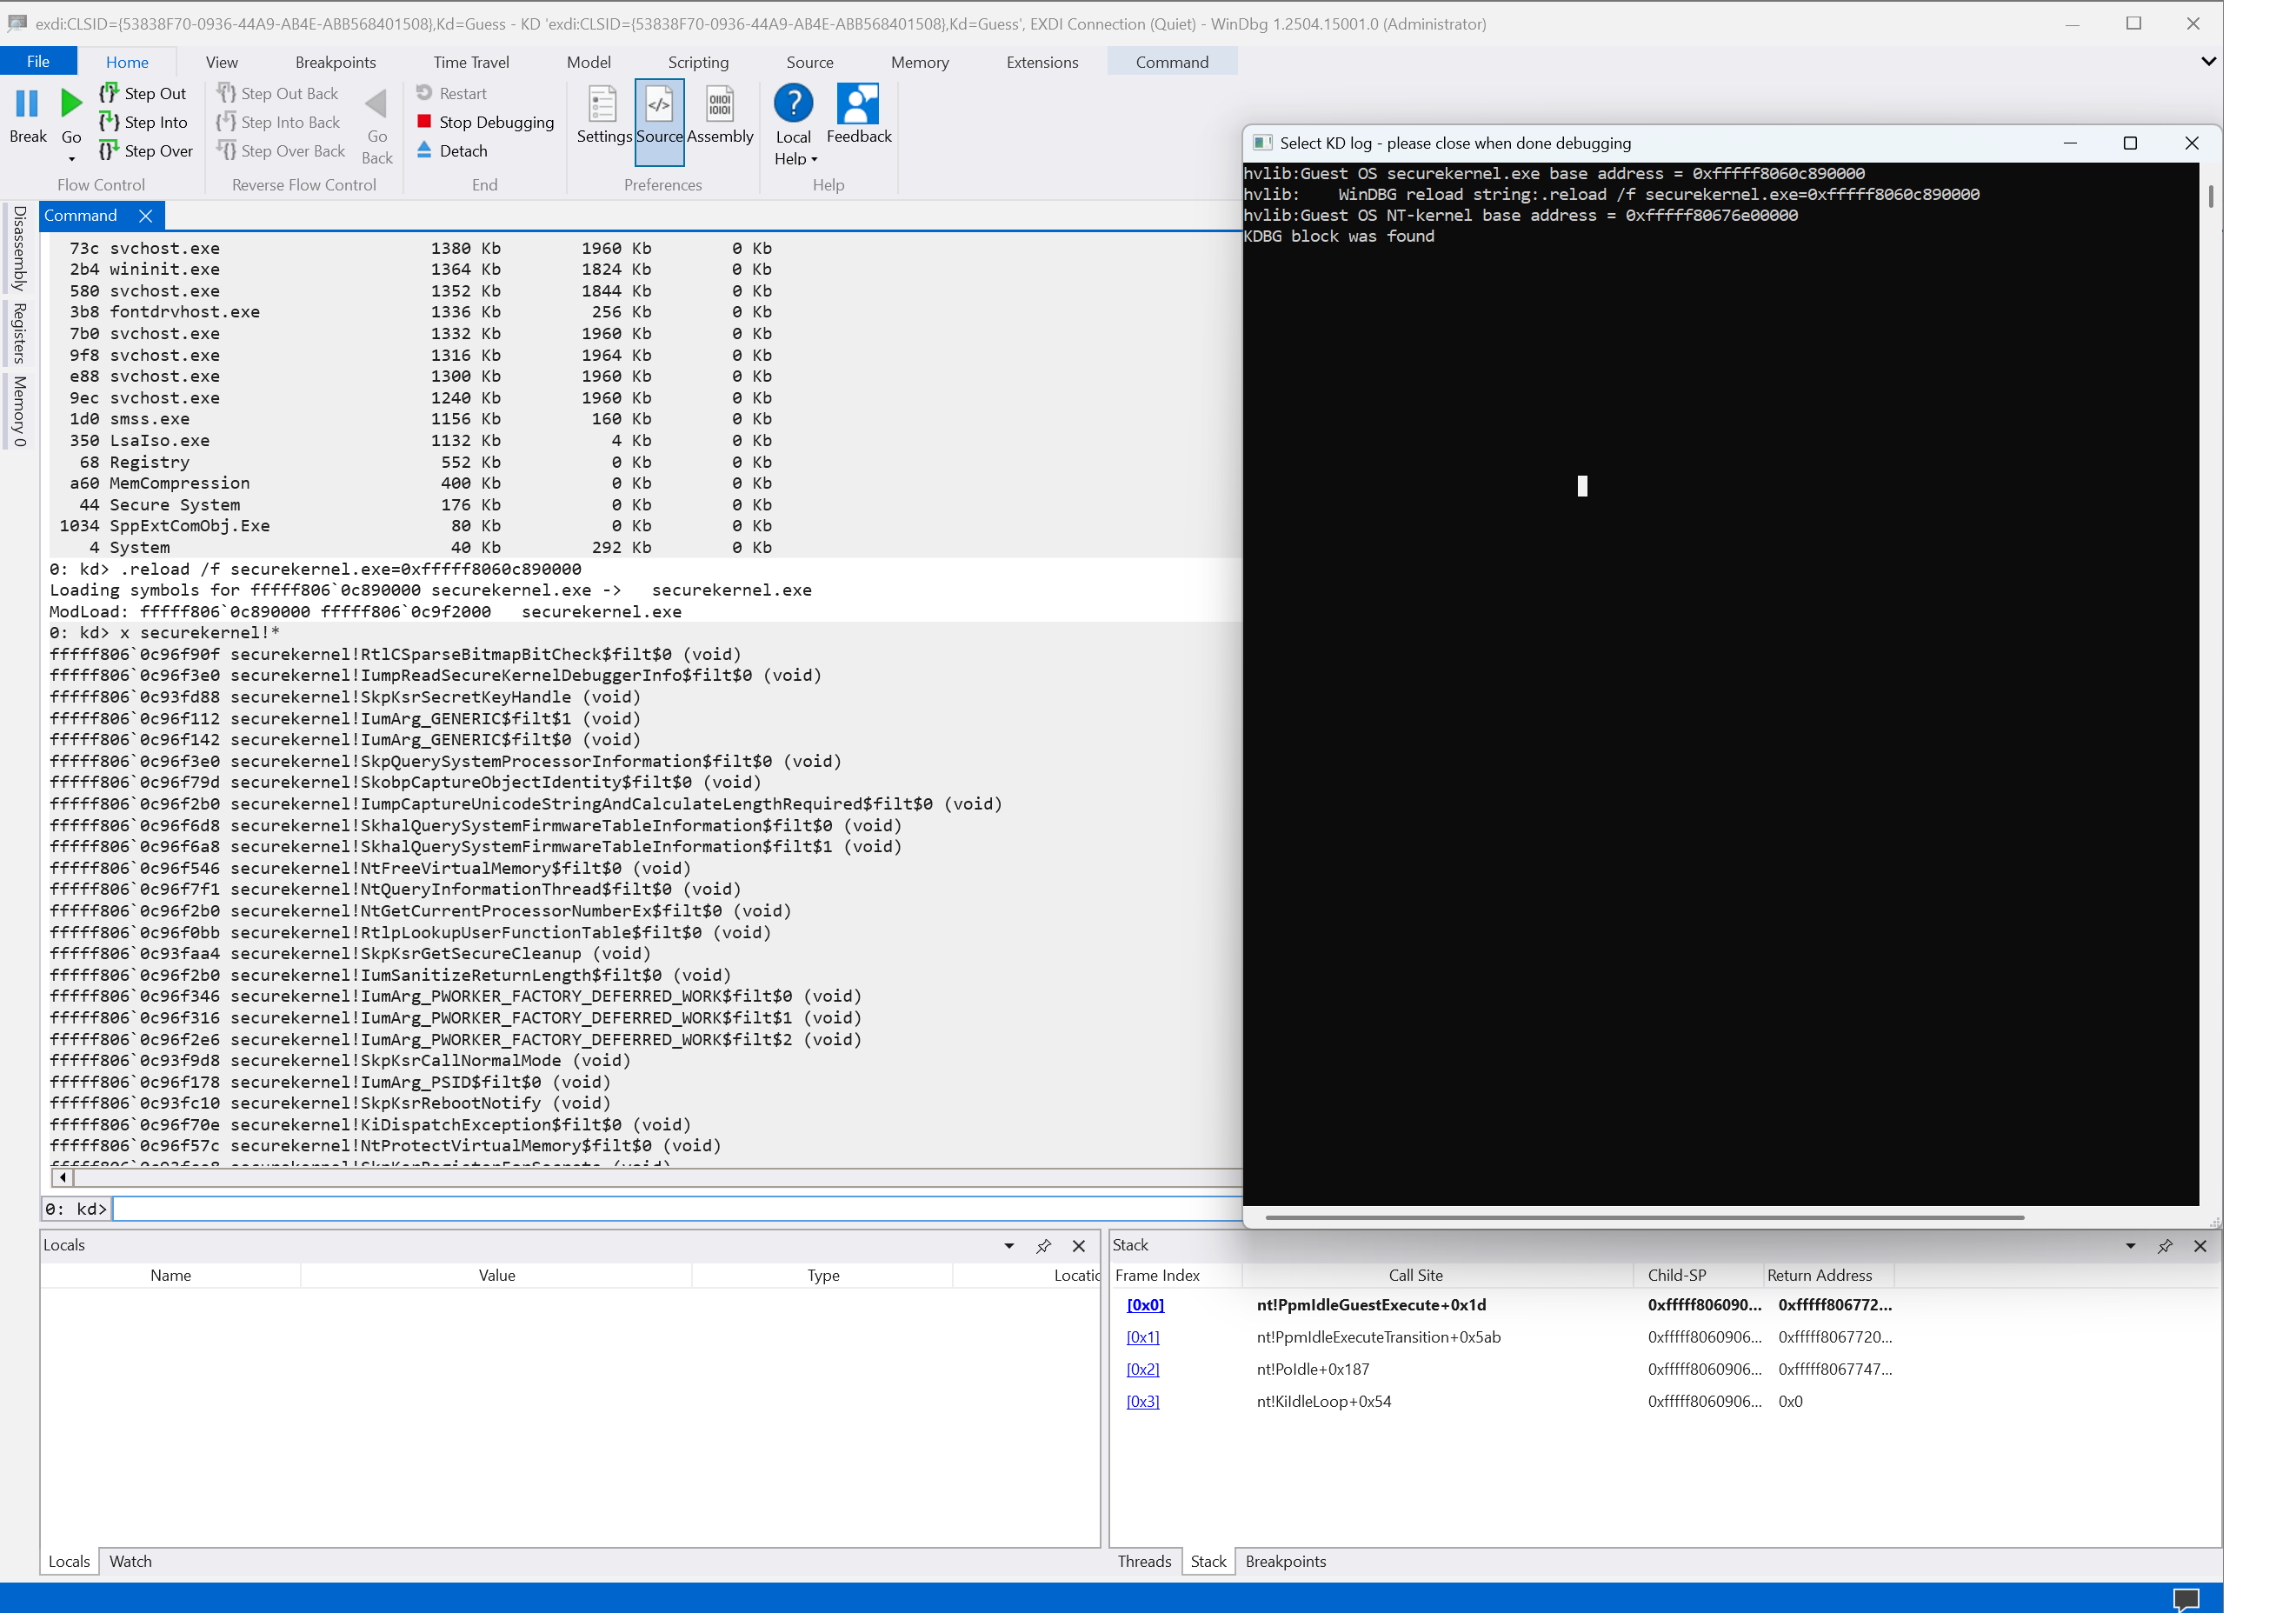 exdi:CLSID={53838F70-0936-44A9-AB4E-ABB568401508},Kd=Guess - KD 'exdi:CLSID={53838F70-0936-44A9-AB4E-ABB568401508},Kd=Guess', EXDI Connection (Quiet) - WinDbg 1.2504.15001.0 (Administrator)
File Home View Breakpoints Time Travel Model Scripting Source Memory Extensions Command
Break
Go
Step Out
Step Into
Step Over
Flow Control
Step Out Back
Step Into Back
Step Over Back
Go Back
Reverse Flow Control
Restart
Stop Debugging
Detach
End
Settings Source Assembly
Preferences
Local Help
Feedback
Help
Disassembly
Registers
Memory 0
Command
73c svchost.exe 1380 Kb 1960 Kb 0 Kb
2b4 wininit.exe 1364 Kb 1824 Kb 0 Kb
580 svchost.exe 1352 Kb 1844 Kb 0 Kb
3b8 fontdrvhost.exe 1336 Kb 256 Kb 0 Kb
7b0 svchost.exe 1332 Kb 1960 Kb 0 Kb
9f8 svchost.exe 1316 Kb 1964 Kb 0 Kb
e88 svchost.exe 1300 Kb 1960 Kb 0 Kb
9ec svchost.exe 1240 Kb 1960 Kb 0 Kb
1d0 smss.exe 1156 Kb 160 Kb 0 Kb
350 LsaIso.exe 1132 Kb 4 Kb 0 Kb
68 Registry 552 Kb 0 Kb 0 Kb
a60 MemCompression 400 Kb 0 Kb 0 Kb
44 Secure System 176 Kb 0 Kb 0 Kb
1034 SppExtComObj.Exe 80 Kb 0 Kb 0 Kb
4 System 40 Kb 292 Kb 0 Kb
0: kd> .reload /f securekernel.exe=0xfffff8060c890000
Loading symbols for fffff806`0c890000 securekernel.exe -> securekernel.exe
ModLoad: fffff806`0c890000 fffff806`0c9f2000 securekernel.exe
0: kd> x securekernel!*
fffff806`0c96f90f securekernel!RtlCSparseBitmapBitCheck$filt$0 (void)
fffff806`0c96f3e0 securekernel!IumpReadSecureKernelDebuggerInfo$filt$0 (void)
fffff806`0c93fd88 securekernel!SkpKsrSecretKeyHandle (void)
fffff806`0c96f112 securekernel!IumArg_GENERIC$filt$1 (void)
fffff806`0c96f142 securekernel!IumArg_GENERIC$filt$0 (void)
fffff806`0c96f3e0 securekernel!SkpQuerySystemProcessorInformation$filt$0 (void)
fffff806`0c96f79d securekernel!SkobpCaptureObjectIdentity$filt$0 (void)
fffff806`0c96f2b0 securekernel!IumpCaptureUnicodeStringAndCalculateLengthRequired$filt$0 (void)
fffff806`0c96f6d8 securekernel!SkhalQuerySystemFirmwareTableInformation$filt$0 (void)
fffff806`0c96f6a8 securekernel!SkhalQuerySystemFirmwareTableInformation$filt$1 (void)
fffff806`0c96f546 securekernel!NtFreeVirtualMemory$filt$0 (void)
fffff806`0c96f7f1 securekernel!NtQueryInformationThread$filt$0 (void)
fffff806`0c96f2b0 securekernel!NtGetCurrentProcessorNumberEx$filt$0 (void)
fffff806`0c96f0bb securekernel!RtlpLookupUserFunctionTable$filt$0 (void)
fffff806`0c93faa4 securekernel!SkpKsrGetSecureCleanup (void)
fffff806`0c96f2b0 securekernel!IumSanitizeReturnLength$filt$0 (void)
fffff806`0c96f346 securekernel!IumArg_PWORKER_FACTORY_DEFERRED_WORK$filt$0 (void)
fffff806`0c96f316 securekernel!IumArg_PWORKER_FACTORY_DEFERRED_WORK$filt$1 (void)
fffff806`0c96f2e6 securekernel!IumArg_PWORKER_FACTORY_DEFERRED_WORK$filt$2 (void)
fffff806`0c93f9d8 securekernel!SkpKsrCallNormalMode (void)
fffff806`0c96f178 securekernel!IumArg_PSID$filt$0 (void)
fffff806`0c93fc10 securekernel!SkpKsrRebootNotify (void)
fffff806`0c96f70e securekernel!KiDispatchException$filt$0 (void)
fffff806`0c96f57c securekernel!NtProtectVirtualMemory$filt$0 (void)
0: kd>
Select KD log - please close when done debugging
hvlib:Guest OS securekernel.exe base address = 0xfffff8060c890000
hvlib: WinDBG reload string:.reload /f securekernel.exe=0xfffff8060c890000
hvlib:Guest OS NT-kernel base address = 0xfffff80676e00000
KDBG block was found
Locals
Name Value Type Locatio
Locals Watch
Stack
Frame Index Call Site Child-SP Return Address
[0x0] nt!PpmIdleGuestExecute+0x1d 0xfffff806090... 0xfffff806772...
[0x1] nt!PpmIdleExecuteTransition+0x5ab 0xfffff8060906... 0xfffff8067720...
[0x2] nt!PoIdle+0x187 0xfffff8060906... 0xfffff8067747...
[0x3] nt!KiIdleLoop+0x54 0xfffff8060906... 0x0
Threads Stack Breakpoints